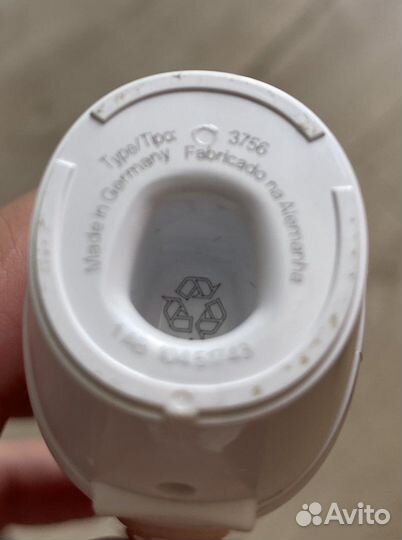 Type/Tipo: 3756
Made in Germany Fabricado na Alemanha
Avito